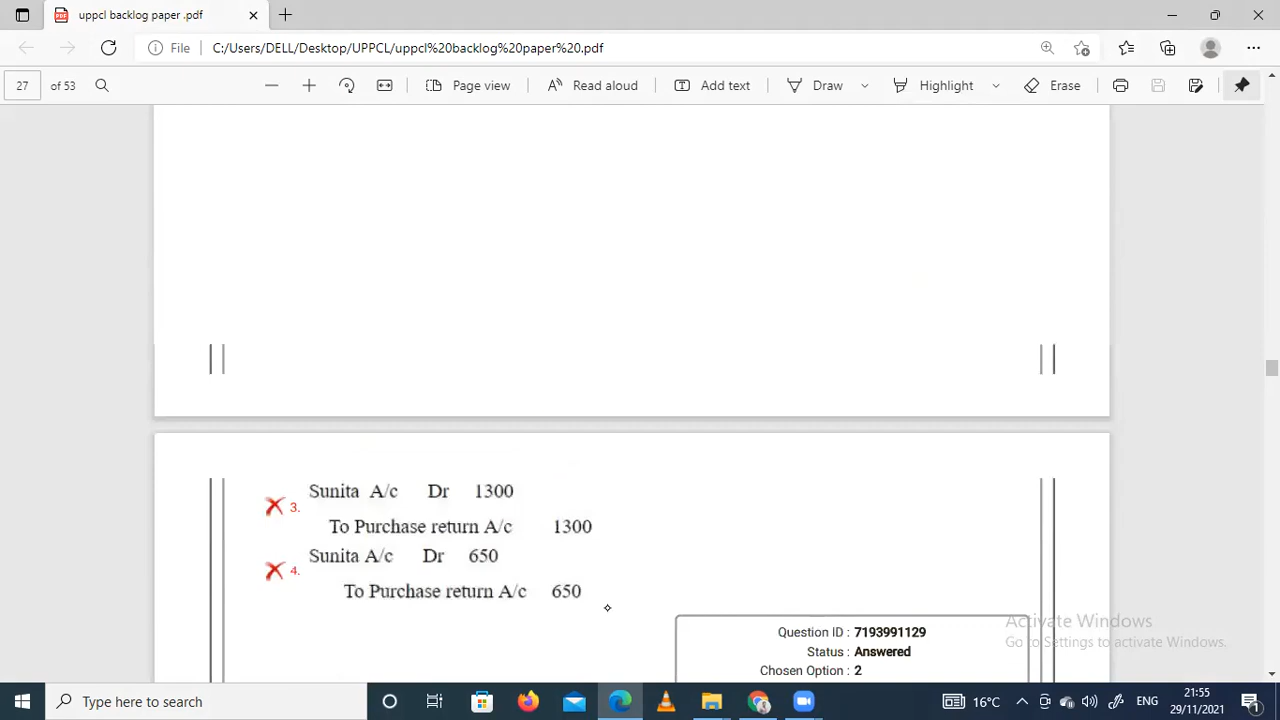 uppcl backlog paper .pdf
File C:/Users/DELL/Desktop/UPPCL/uppcl%20backlog%20paper%20.pdf
27 of 53 Page view Read aloud Add text Draw Highlight Erase
Sunita A/c Dr 1300
3.
To Purchase return A/c 1300
Sunita A/c Dr 650
4.
To Purchase return A/c 650
Question ID : 7193991129
Status : Answered
Chosen Option : 2
Activate Windows
Go to Settings to activate Windows.
Type here to search 16°C ENG 21:55
29/11/2021 1